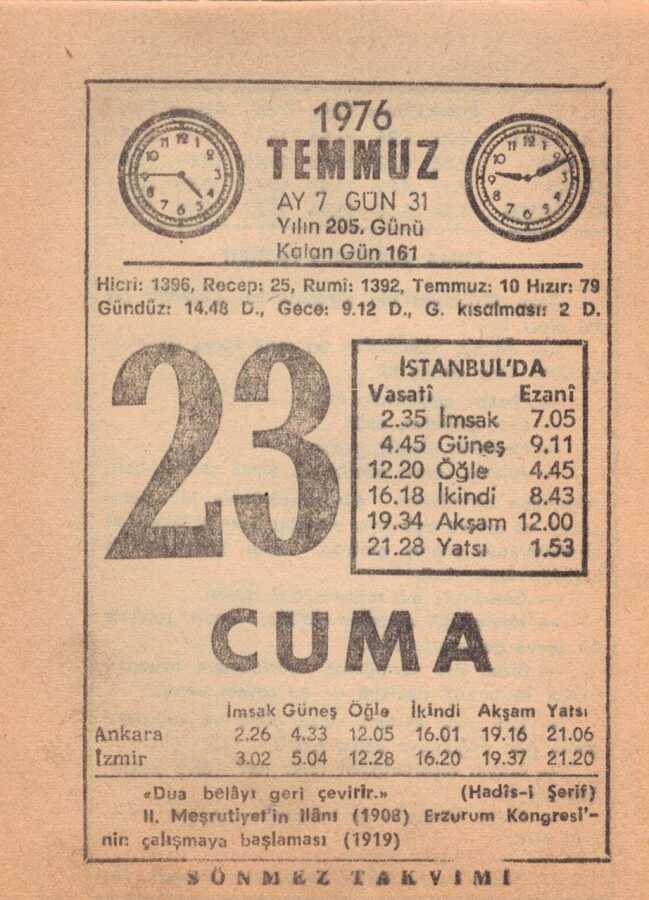 1976
TEMMUZ
AY 7 GÜN 31
Yılın 205. Günü
Kalan Gün 161
Hicri: 1396, Recep: 25, Rumî: 1392, Temmuz: 10 Hızır: 79
Gündüz: 14.48 D., Gece: 9.12 D., G. kısalması: 2 D.
23
İSTANBUL'DA
Vasatî Ezanî
2.35 İmsak 7.05
4.45 Güneş 9.11
12.20 Öğle 4.45
16.18 İkindi 8.43
19.34 Akşam 12.00
21.28 Yatsı 1.53
CUMA
İmsak Güneş Öğle İkindi Akşam Yatsı
Ankara 2.26 4.33 12.05 16.01 19.16 21.06
İzmir 3.02 5.04 12.28 16.20 19.37 21.20
«Dua belâyı geri çevirir.» (Hadîs-i Şerif)
II. Meşrutiyet'in ilânı (1908) Erzurum Kongresi'-
nin çalışmaya başlaması (1919)
SÖNMEZ TAKVİMİ